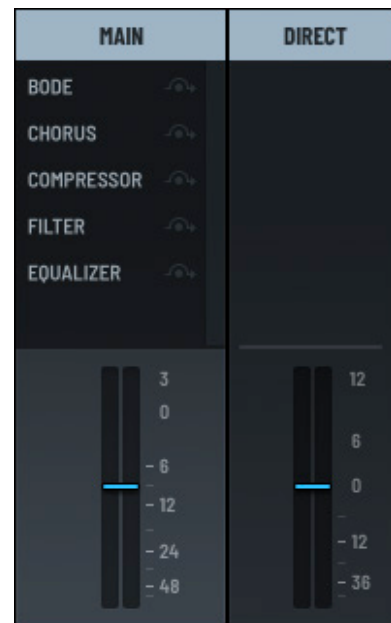 MAIN
BODE
CHORUS
COMPRESSOR
FILTER
EQUALIZER
3
0
- 6
- 12
- 24
- 48
DIRECT
12
6
0
- 12
- 36